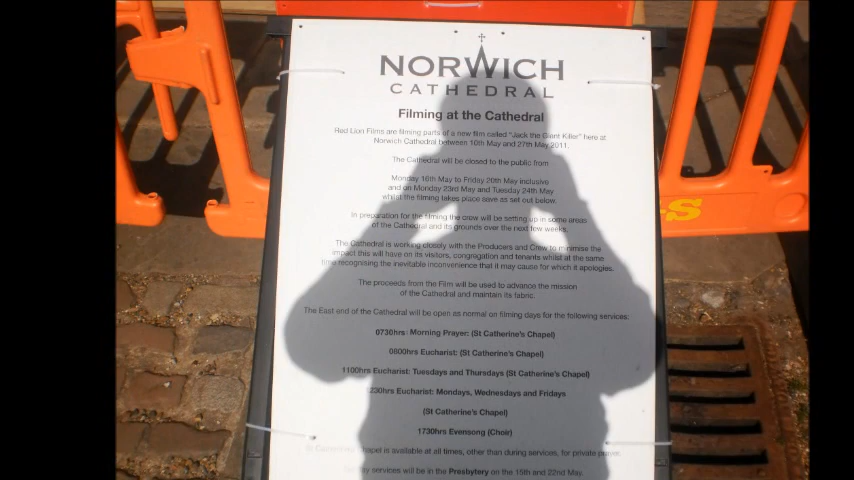 NORWICH
CATHEDRAL
Filming at the Cathedral
Red Lion Films are filming parts of a new film called "Jack the Giant Killer" here at
Norwich Cathedral between 10th May and 27th May 2011.
The Cathedral will be closed to the public from
Monday 16th May to Friday 20th May inclusive
and on Monday 23rd May and Tuesday 24th May
whilst the filming takes place save as set out below.
In preparation for the filming the crew will be setting up in some areas
of the Cathedral and its grounds over the next few weeks.
The Cathedral is working closely with the Producers and Crew to minimise the
impact this will have on its visitors, congregation and tenants whilst at the same
time recognising the inevitable inconvenience that it may cause for which it apologies.
The proceeds from the Film will be used to advance the mission
of the Cathedral and maintain its fabric.
The East end of the Cathedral will be open as normal on filming days for the following services:
0730hrs: Morning Prayer: (St Catherine's Chapel)
0800hrs Eucharist: (St Catherine's Chapel)
1100hrs Eucharist: Tuesdays and Thursdays (St Catherine's Chapel)
1230hrs Eucharist: Mondays, Wednesdays and Fridays
(St Catherine's Chapel)
1730hrs Evensong (Choir)
Chapel is available at all times, other than during services, for private prayer.
services will be in the Presbytery on the 15th and 22nd May.